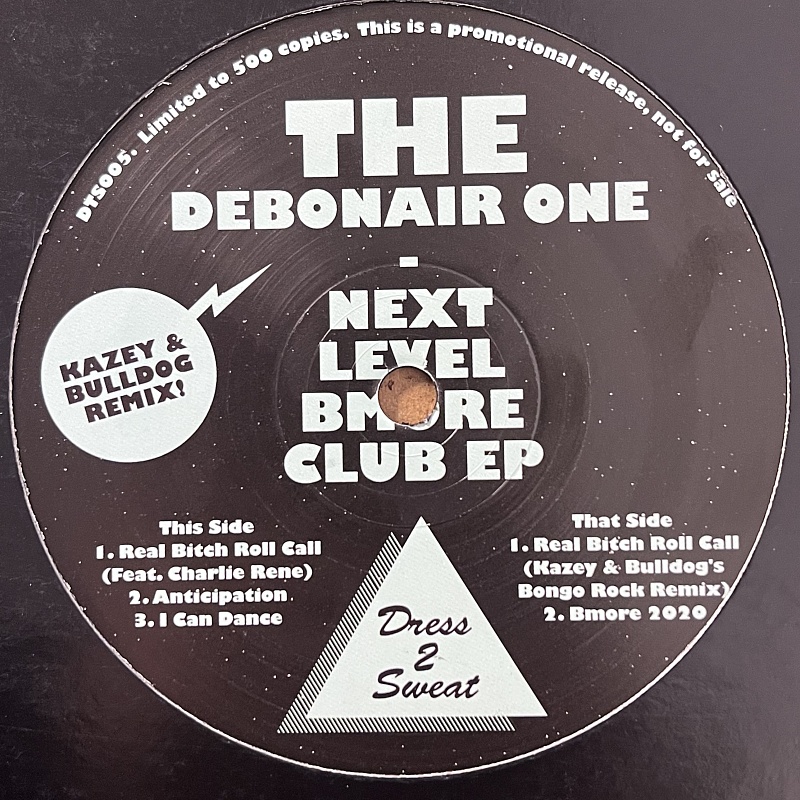 DTS005. Limited to 500 copies. This is a promotional release, not for sale
THE
DEBONAIR ONE
-
NEXT
LEVEL
BMORE
CLUB EP
KAZEY &
BULLDOG
REMIX!
This Side
1. Real Bitch Roll Call
(Feat. Charlie Rene)
2. Anticipation
3. I Can Dance
That Side
1. Real Bitch Roll Call
(Kazey & Bulldog's
Bongo Rock Remix)
2. Bmore 2020
Dress
2
Sweat